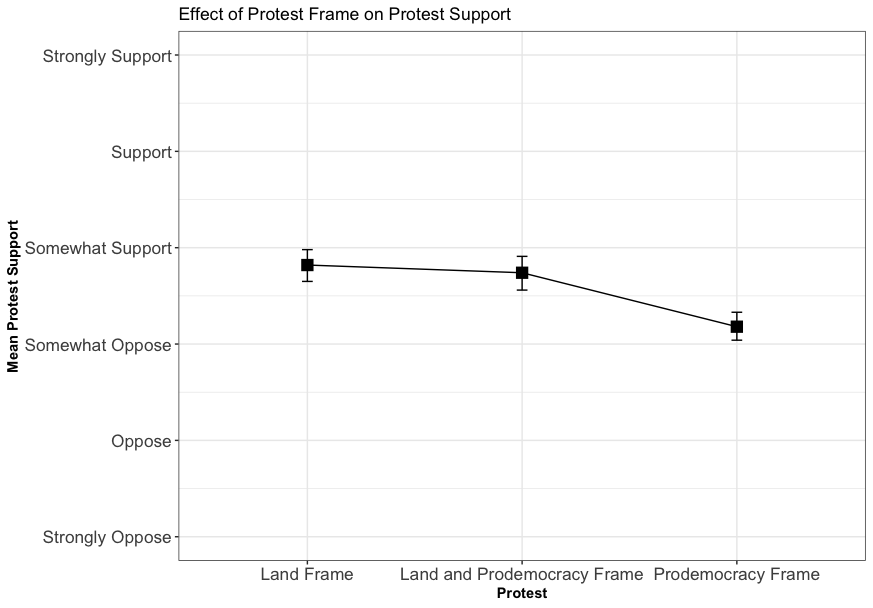 Effect of Protest Frame on Protest Support
Strongly Support
Support
Somewhat Support
Somewhat Oppose
Oppose
Strongly Oppose
Mean Protest Support
Land Frame
Land and Prodemocracy Frame
Prodemocracy Frame
Protest